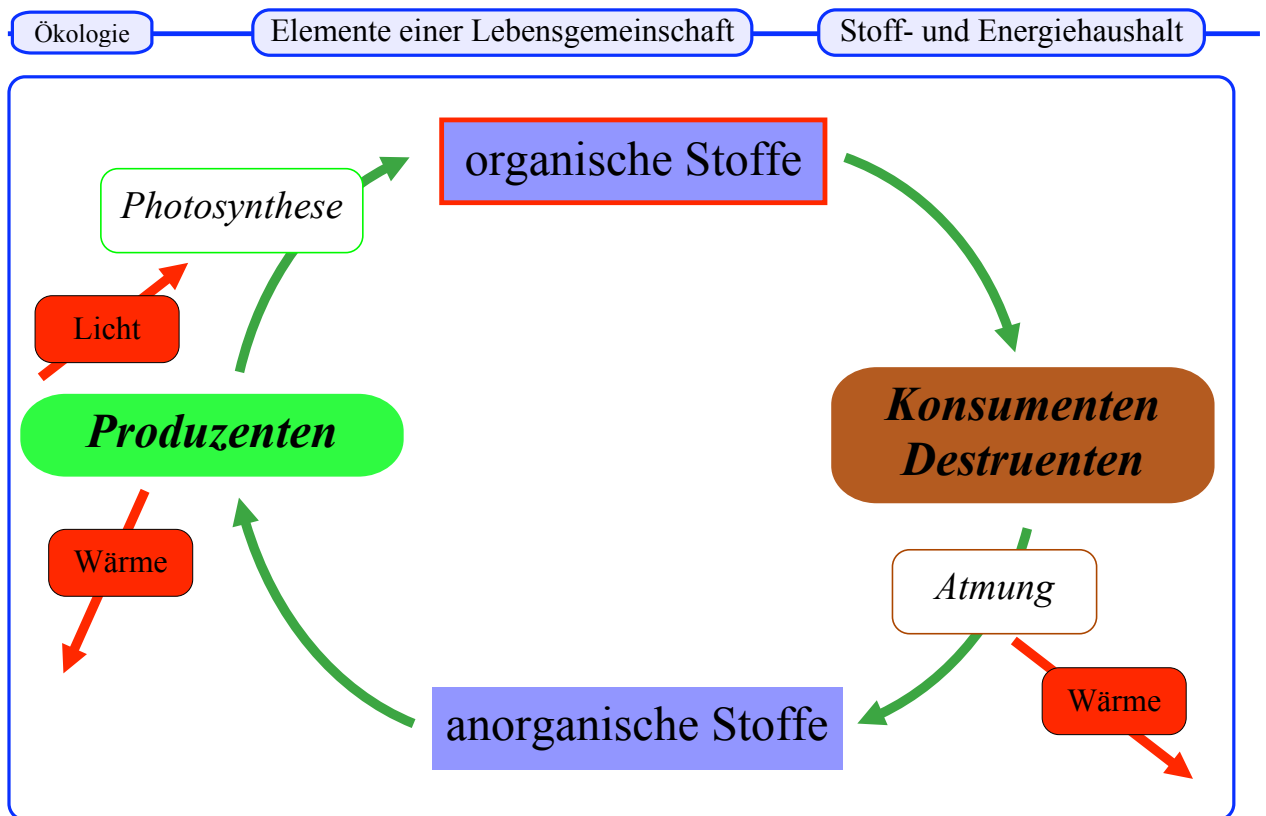 Ökologie
Elemente einer Lebensgemeinschaft
Stoff- und Energiehaushalt
organische Stoffe
Photosynthese
Licht
Produzenten
Konsumenten
Destruenten
Wärme
Atmung
Wärme
anorganische Stoffe